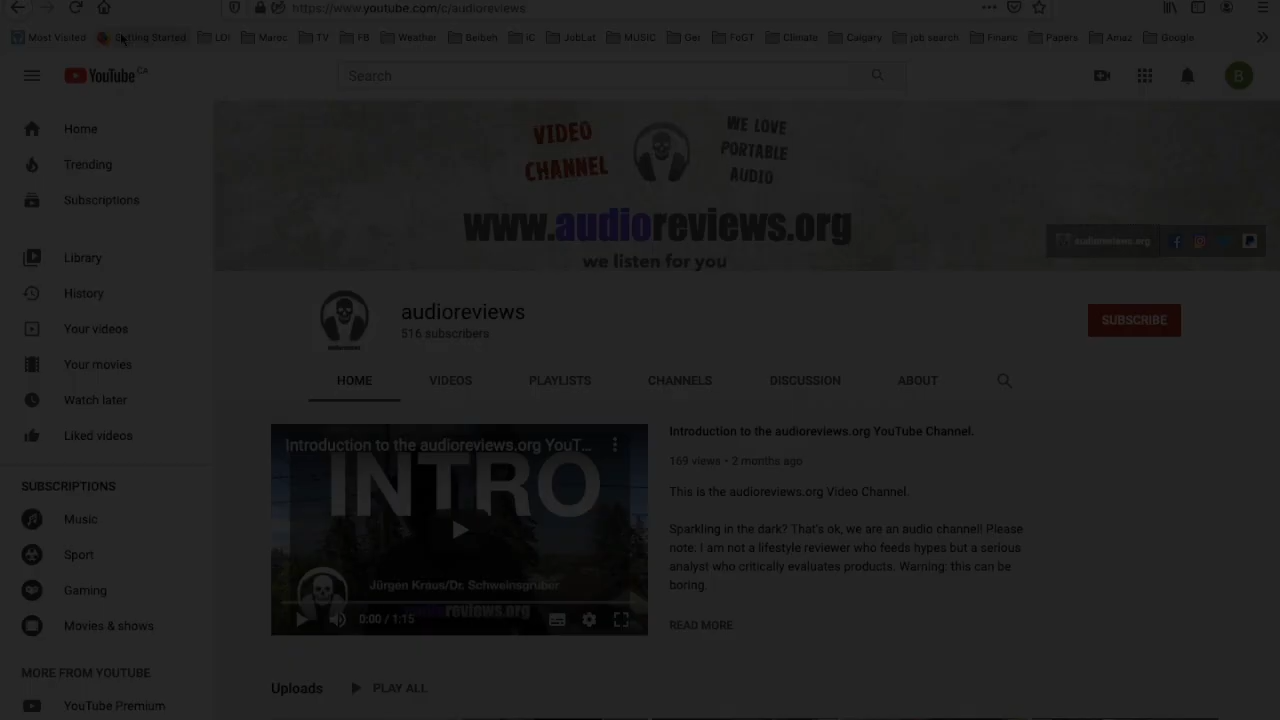 https://www.youtube.com/c/audioreviews
Most Visited
Getting Started
LOI
Maroc
TV
FB
Weather
Beibeh
iC
JobLat
MUSIC
Ger
FoGT
Climate
Calgary
job search
Financ
Papers
Amaz
Google
YouTube CA
Search
B
Home
Trending
Subscriptions
Library
History
Your videos
Your movies
Watch later
Liked videos
SUBSCRIPTIONS
Music
Sport
Gaming
Movies & shows
MORE FROM YOUTUBE
YouTube Premium
VIDEO
CHANNEL
WE LOVE
PORTABLE
AUDIO
www.audioreviews.org
we listen for you
audioreviews.org
audioreviews
516 subscribers
SUBSCRIBE
HOME
VIDEOS
PLAYLISTS
CHANNELS
DISCUSSION
ABOUT
Introduction to the audioreviews.org YouT...
INTRO
Jürgen Kraus/Dr. Schweinsgruber
0:00 / 1:15
Introduction to the audioreviews.org YouTube Channel.
169 views • 2 months ago
This is the audioreviews.org Video Channel.
Sparkling in the dark? That's ok, we are an audio channel! Please
note: I am not a lifestyle reviewer who feeds hypes but a serious
analyst who critically evaluates products. Warning: this can be
boring.
READ MORE
Uploads
PLAY ALL